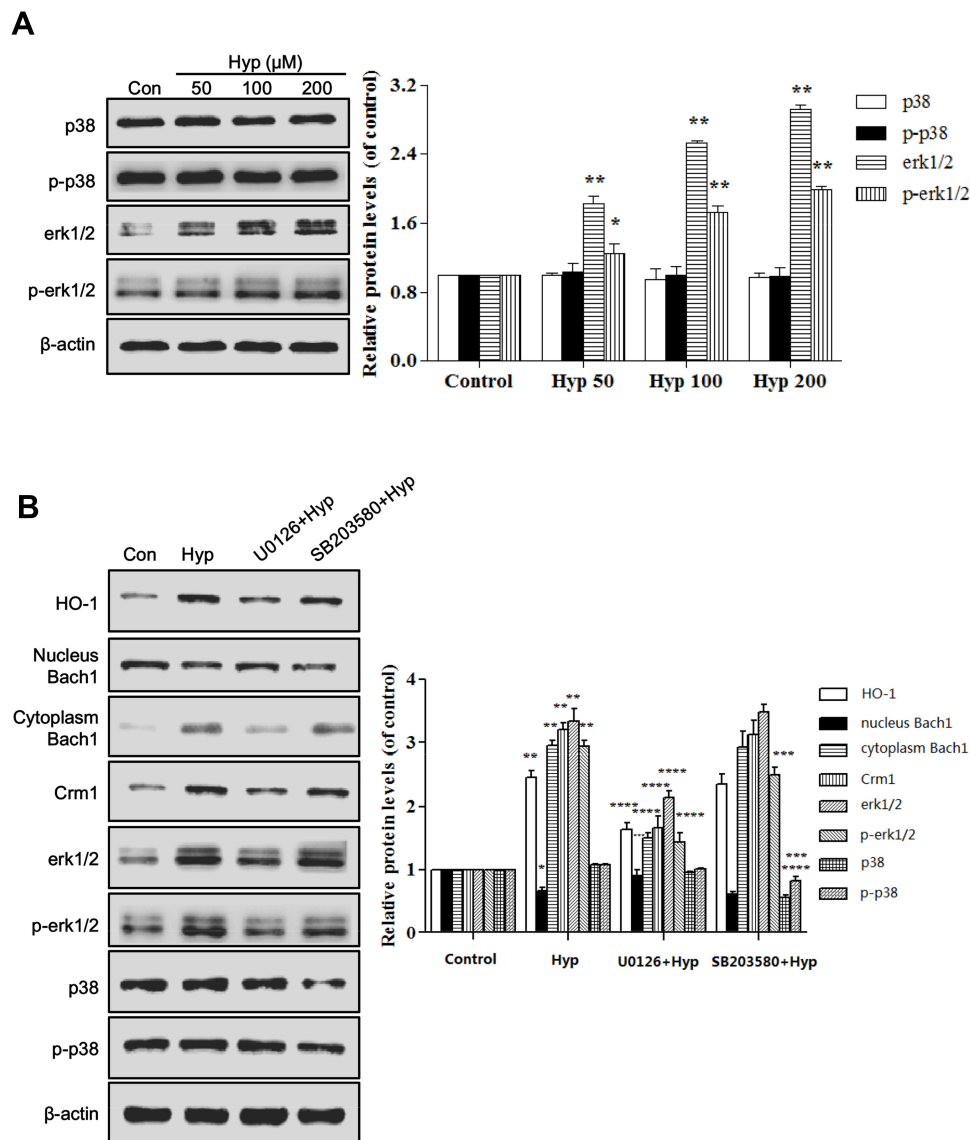 A
Hyp (μM)
Con 50 100 200
p38
p-p38
erk1/2
p-erk1/2
β-actin
Relative protein levels (of control)
3.2
2.4
1.6
0.8
0.0
** * ** ** ** **
Control Hyp 50 Hyp 100 Hyp 200
p38
p-p38
erk1/2
p-erk1/2
B
Con Hyp U0126+Hyp SB203580+Hyp
HO-1
Nucleus
Bach1
Cytoplasm
Bach1
Crm1
erk1/2
p-erk1/2
p38
p-p38
β-actin
Relative protein levels (of control)
4
3
2
1
0
** * ** ** ** **
**** **** **** **** ****
*** *** ****
Control Hyp U0126+Hyp SB203580+Hyp
HO-1
nucleus Bach1
cytoplasm Bach1
Crm1
erk1/2
p-erk1/2
p38
p-p38